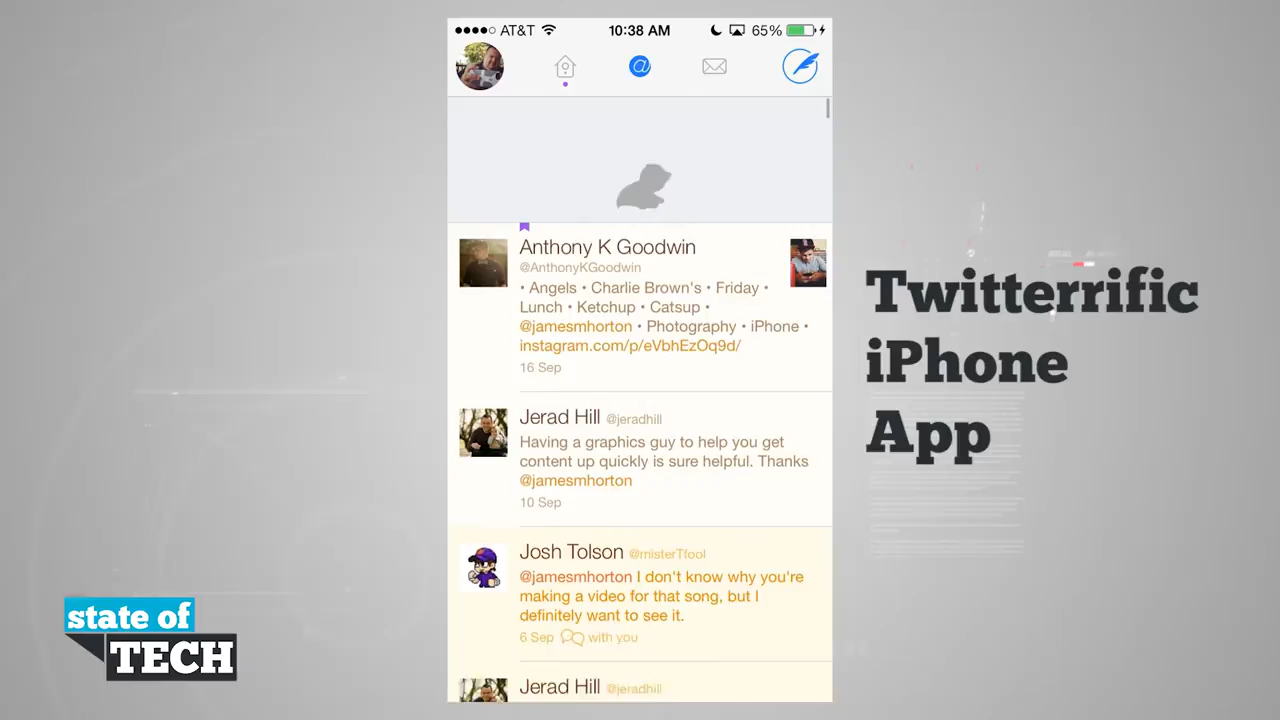 AT&T
10:38 AM
65%
@
Anthony K Goodwin
@AnthonyKGoodwin
• Angels • Charlie Brown's • Friday •
Lunch • Ketchup • Catsup •
@jamesmhorton • Photography • iPhone •
instagram.com/p/eVbhEzOq9d/
16 Sep
Jerad Hill @jeradhill
Having a graphics guy to help you get
content up quickly is sure helpful. Thanks
@jamesmhorton
10 Sep
Josh Tolson @misterTfool
@jamesmhorton I don't know why you're
making a video for that song, but I
definitely want to see it.
6 Sep with you
Jerad Hill @jeradhill
Twitterrific
iPhone
App
state of
TECH